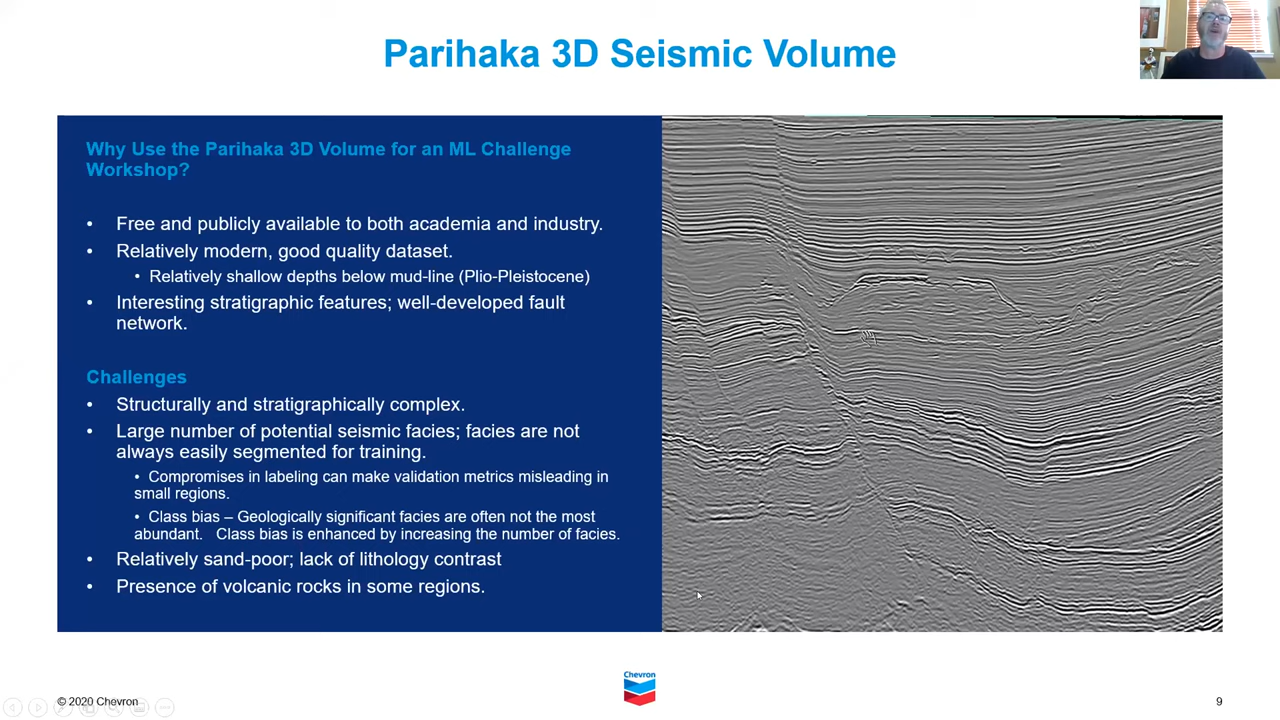 Parihaka 3D Seismic Volume
Why Use the Parihaka 3D Volume for an ML Challenge
Workshop?
• Free and publicly available to both academia and industry.
• Relatively modern, good quality dataset.
• Relatively shallow depths below mud-line (Plio-Pleistocene)
• Interesting stratigraphic features; well-developed fault
network.
Challenges
• Structurally and stratigraphically complex.
• Large number of potential seismic facies; facies are not
always easily segmented for training.
• Compromises in labeling can make validation metrics misleading in
small regions.
• Class bias – Geologically significant facies are often not the most
abundant. Class bias is enhanced by increasing the number of facies.
• Relatively sand-poor; lack of lithology contrast
• Presence of volcanic rocks in some regions.
Chevron
© 2020 Chevron
9